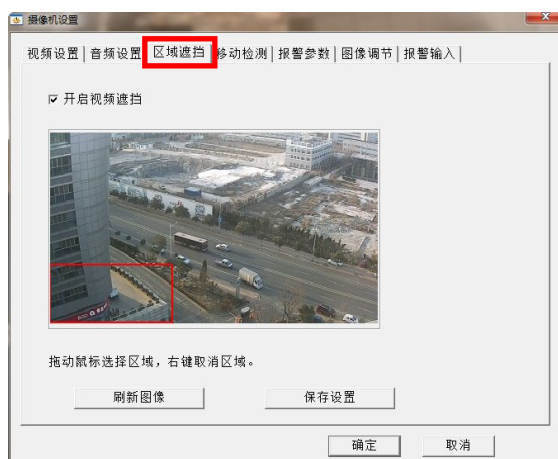 摄像机设置
视频设置 音频设置 区域遮挡 移动检测 报警参数 图像调节 报警输入
开启视频遮挡
拖动鼠标选择区域，右键取消区域。
刷新图像 保存设置
确定 取消